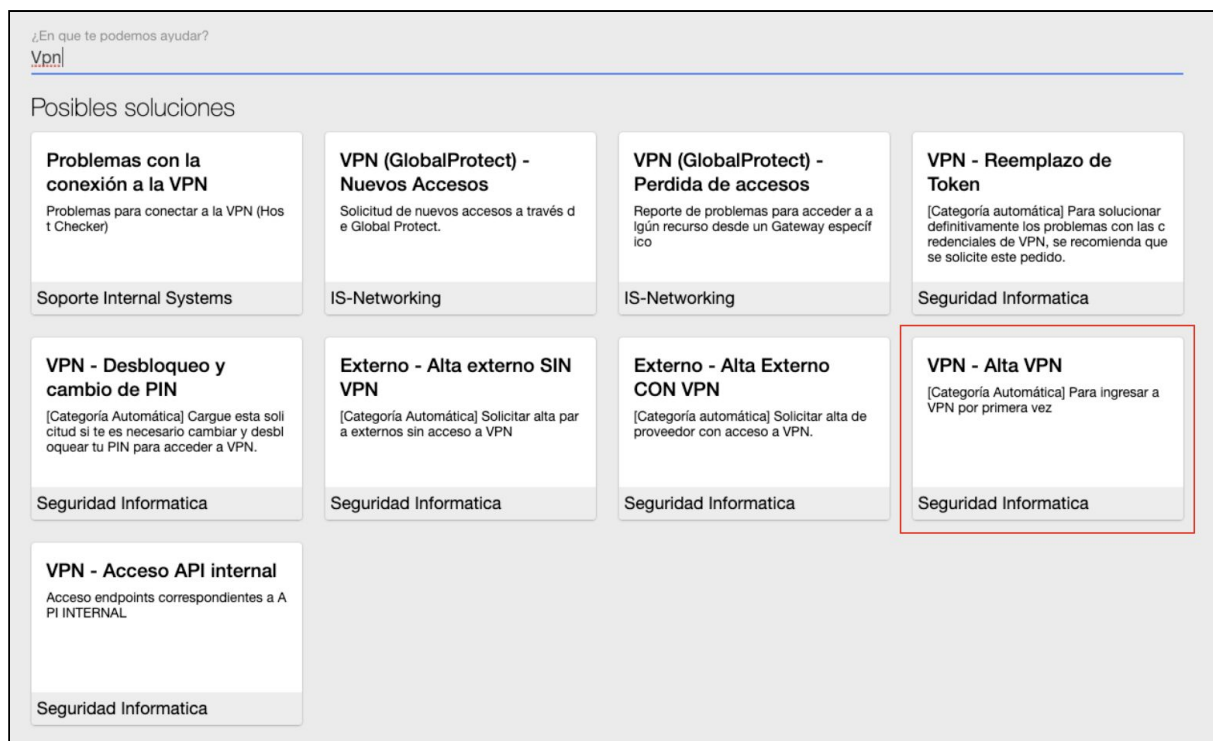 ¿En que te podemos ayudar?
Vpn
Posibles soluciones
Problemas con la
conexión a la VPN
Problemas para conectar a la VPN (Hos
t Checker)
Soporte Internal Systems
VPN (GlobalProtect) -
Nuevos Accesos
Solicitud de nuevos accesos a través d
e Global Protect.
IS-Networking
VPN (GlobalProtect) -
Perdida de accesos
Reporte de problemas para acceder a a
lgún recurso desde un Gateway específ
ico
IS-Networking
VPN - Reemplazo de
Token
[Categoría automática] Para solucionar
definitivamente los problemas con las c
redenciales de VPN, se recomienda que
se solicite este pedido.
Seguridad Informatica
VPN - Desbloqueo y
cambio de PIN
[Categoría Automática] Cargue esta soli
citud si te es necesario cambiar y desbl
oquear tu PIN para acceder a VPN.
Seguridad Informatica
Externo - Alta externo SIN
VPN
[Categoría Automática] Solicitar alta par
a externos sin acceso a VPN
Seguridad Informatica
Externo - Alta Externo
CON VPN
[Categoría automática] Solicitar alta de
proveedor con acceso a VPN.
Seguridad Informatica
VPN - Alta VPN
[Categoría Automática] Para ingresar a
VPN por primera vez
Seguridad Informatica
VPN - Acceso API internal
Acceso endpoints correspondientes a A
PI INTERNAL
Seguridad Informatica